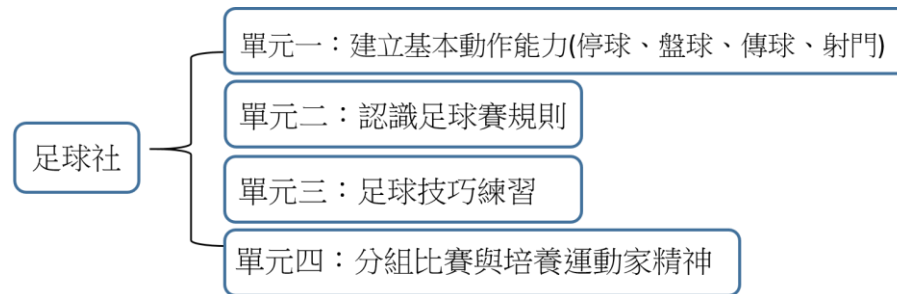 單元一：建立基本動作能力(停球、盤球、傳球、射門)
單元二：認識足球賽規則
足球社
單元三：足球技巧練習
單元四：分組比賽與培養運動家精神